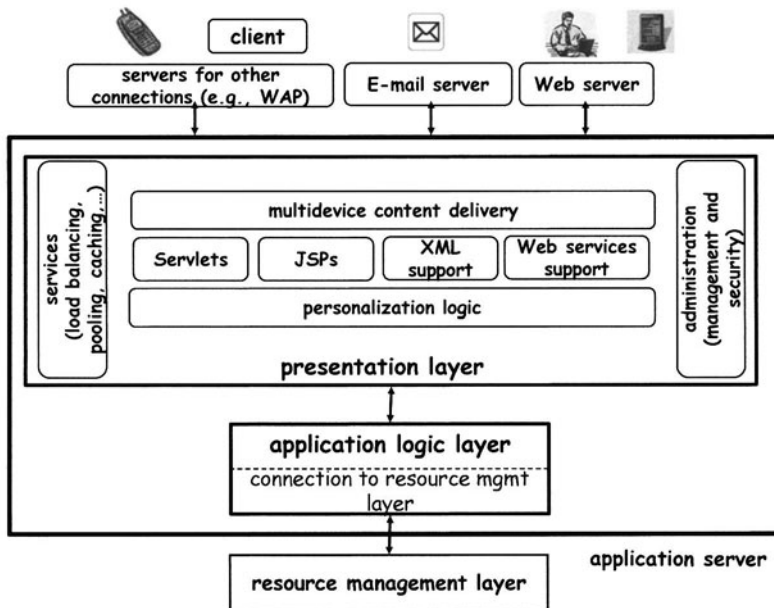 client
servers for other
connections (e.g., WAP)
E-mail server
Web server
services
(load balancing,
pooling, caching,…)
multidevice content delivery
Servlets
JSPs
XML
support
Web services
support
personalization logic
administration
(management and
security)
presentation layer
application logic layer
connection to resource mgmt
layer
application server
resource management layer